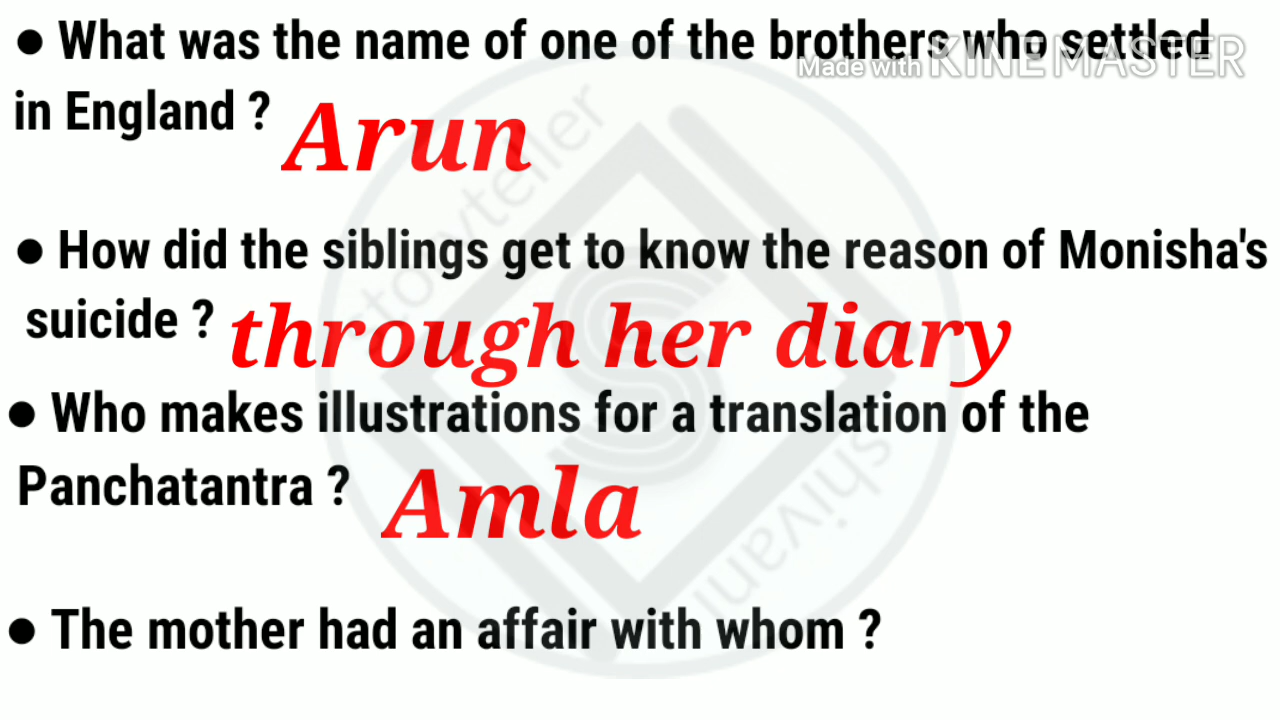 ● What was the name of one of the brothers who settled
Made with KINEMASTER
in England ? Arun
● How did the siblings get to know the reason of Monisha's
suicide ? through her diary
● Who makes illustrations for a translation of the
Panchatantra ? Amla
● The mother had an affair with whom ?
storyteller
shivani